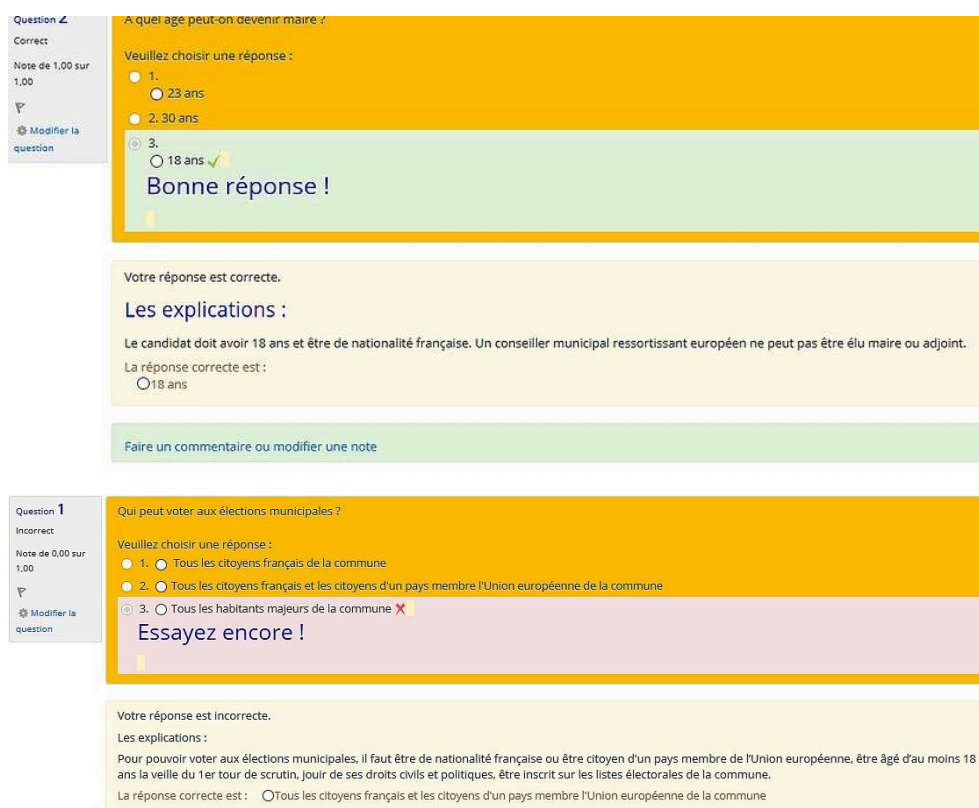 Question 2
Correct
Note de 1,00 sur
1,00
Modifier la
question
A quel âge peut-on devenir maire ?
Veuillez choisir une réponse :
1.
23 ans
2. 30 ans
3.
18 ans
Bonne réponse !
Votre réponse est correcte.
Les explications :
Le candidat doit avoir 18 ans et être de nationalité française. Un conseiller municipal ressortissant européen ne peut pas être élu maire ou adjoint.
La réponse correcte est :
18 ans
Faire un commentaire ou modifier une note
Question 1
Incorrect
Note de 0,00 sur
1,00
Modifier la
question
Qui peut voter aux élections municipales ?
Veuillez choisir une réponse :
1. Tous les citoyens français de la commune
2. Tous les citoyens français et les citoyens d'un pays membre l'Union européenne de la commune
3. Tous les habitants majeurs de la commune
Essayez encore !
Votre réponse est incorrecte.
Les explications :
Pour pouvoir voter aux élections municipales, il faut être de nationalité française ou être citoyen d'un pays membre de l'Union européenne, être âgé d'au moins 18
ans la veille du 1er tour de scrutin, jouir de ses droits civils et politiques, être inscrit sur les listes électorales de la commune.
La réponse correcte est : Tous les citoyens français et les citoyens d'un pays membre l'Union européenne de la commune